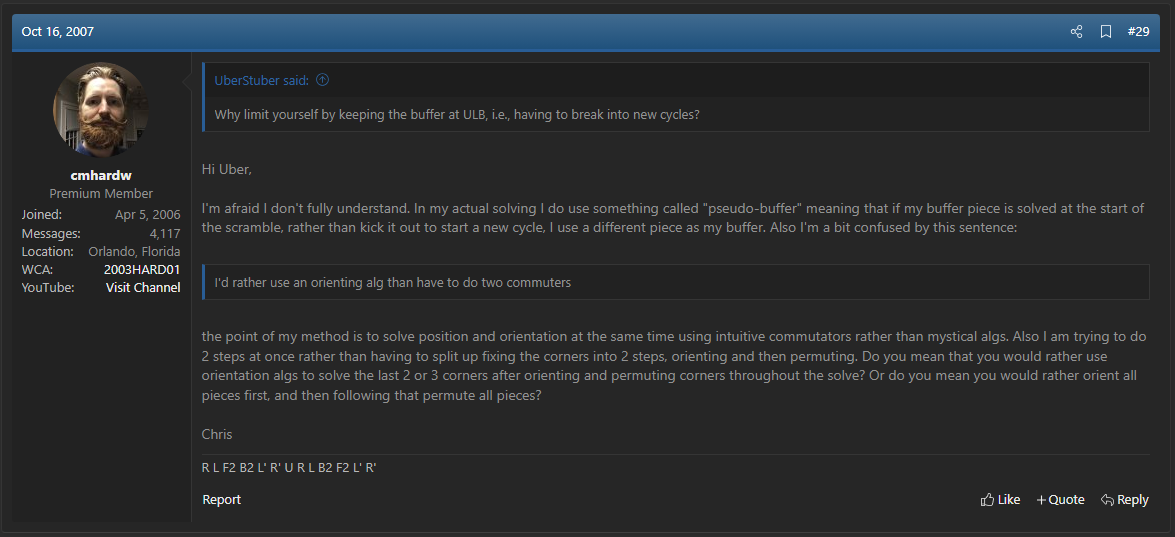 Oct 16, 2007
#29
cmhardw
Premium Member
Joined: Apr 5, 2006
Messages: 4,117
Location: Orlando, Florida
WCA: 2003HARD01
YouTube: Visit Channel
UberStuber said:
Why limit yourself by keeping the buffer at ULB, i.e., having to break into new cycles?
Hi Uber,
I'm afraid I don't fully understand. In my actual solving I do use something called "pseudo-buffer" meaning that if my buffer piece is solved at the start of
the scramble, rather than kick it out to start a new cycle, I use a different piece as my buffer. Also I'm a bit confused by this sentence:
I'd rather use an orienting alg than have to do two commuters
the point of my method is to solve position and orientation at the same time using intuitive commutators rather than mystical algs. Also I am trying to do
2 steps at once rather than having to split up fixing the corners into 2 steps, orienting and then permuting. Do you mean that you would rather use
orientation algs to solve the last 2 or 3 corners after orienting and permuting corners throughout the solve? Or do you mean you would rather orient all
pieces first, and then following that permute all pieces?
Chris
R L F2 B2 L' R' U R L B2 F2 L' R'
Report
Like
+Quote
Reply